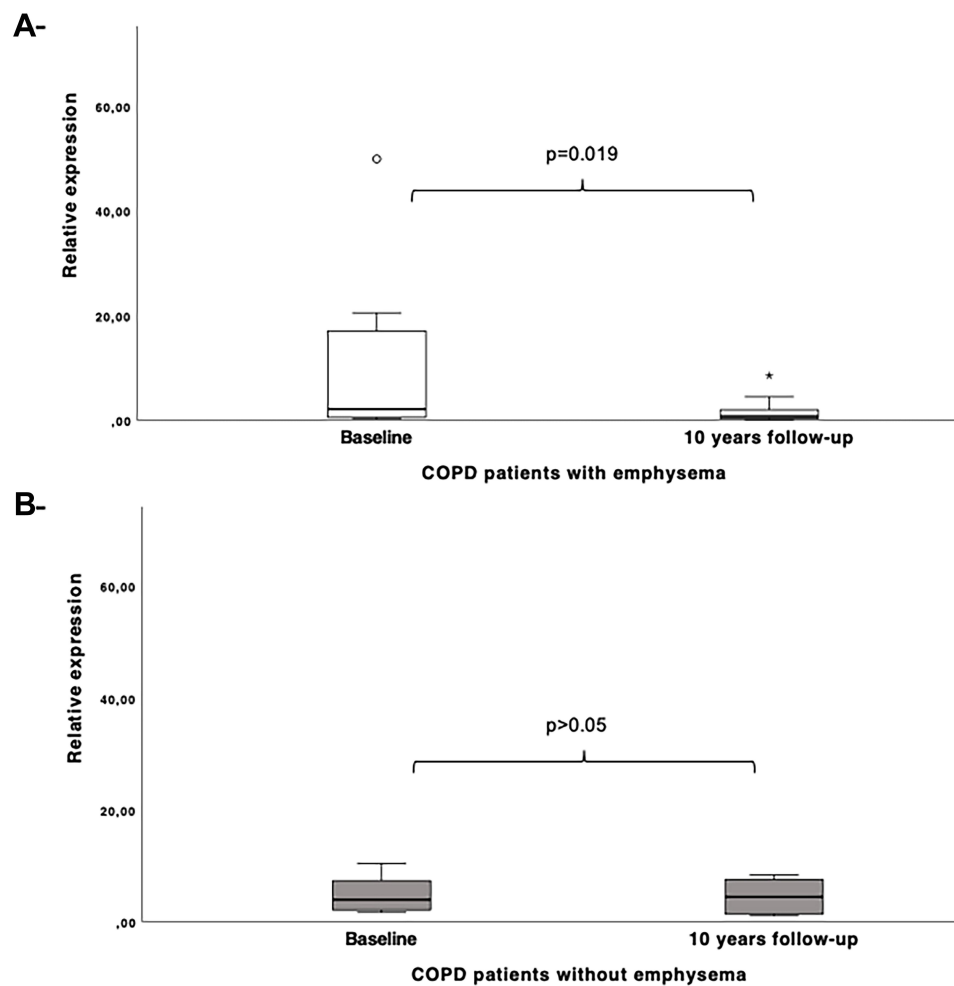 A-
Relative expression
60,00
40,00
20,00
,00
p=0.019
Baseline
10 years follow-up
COPD patients with emphysema
B-
Relative expression
60,00
40,00
20,00
,00
p>0.05
Baseline
10 years follow-up
COPD patients without emphysema